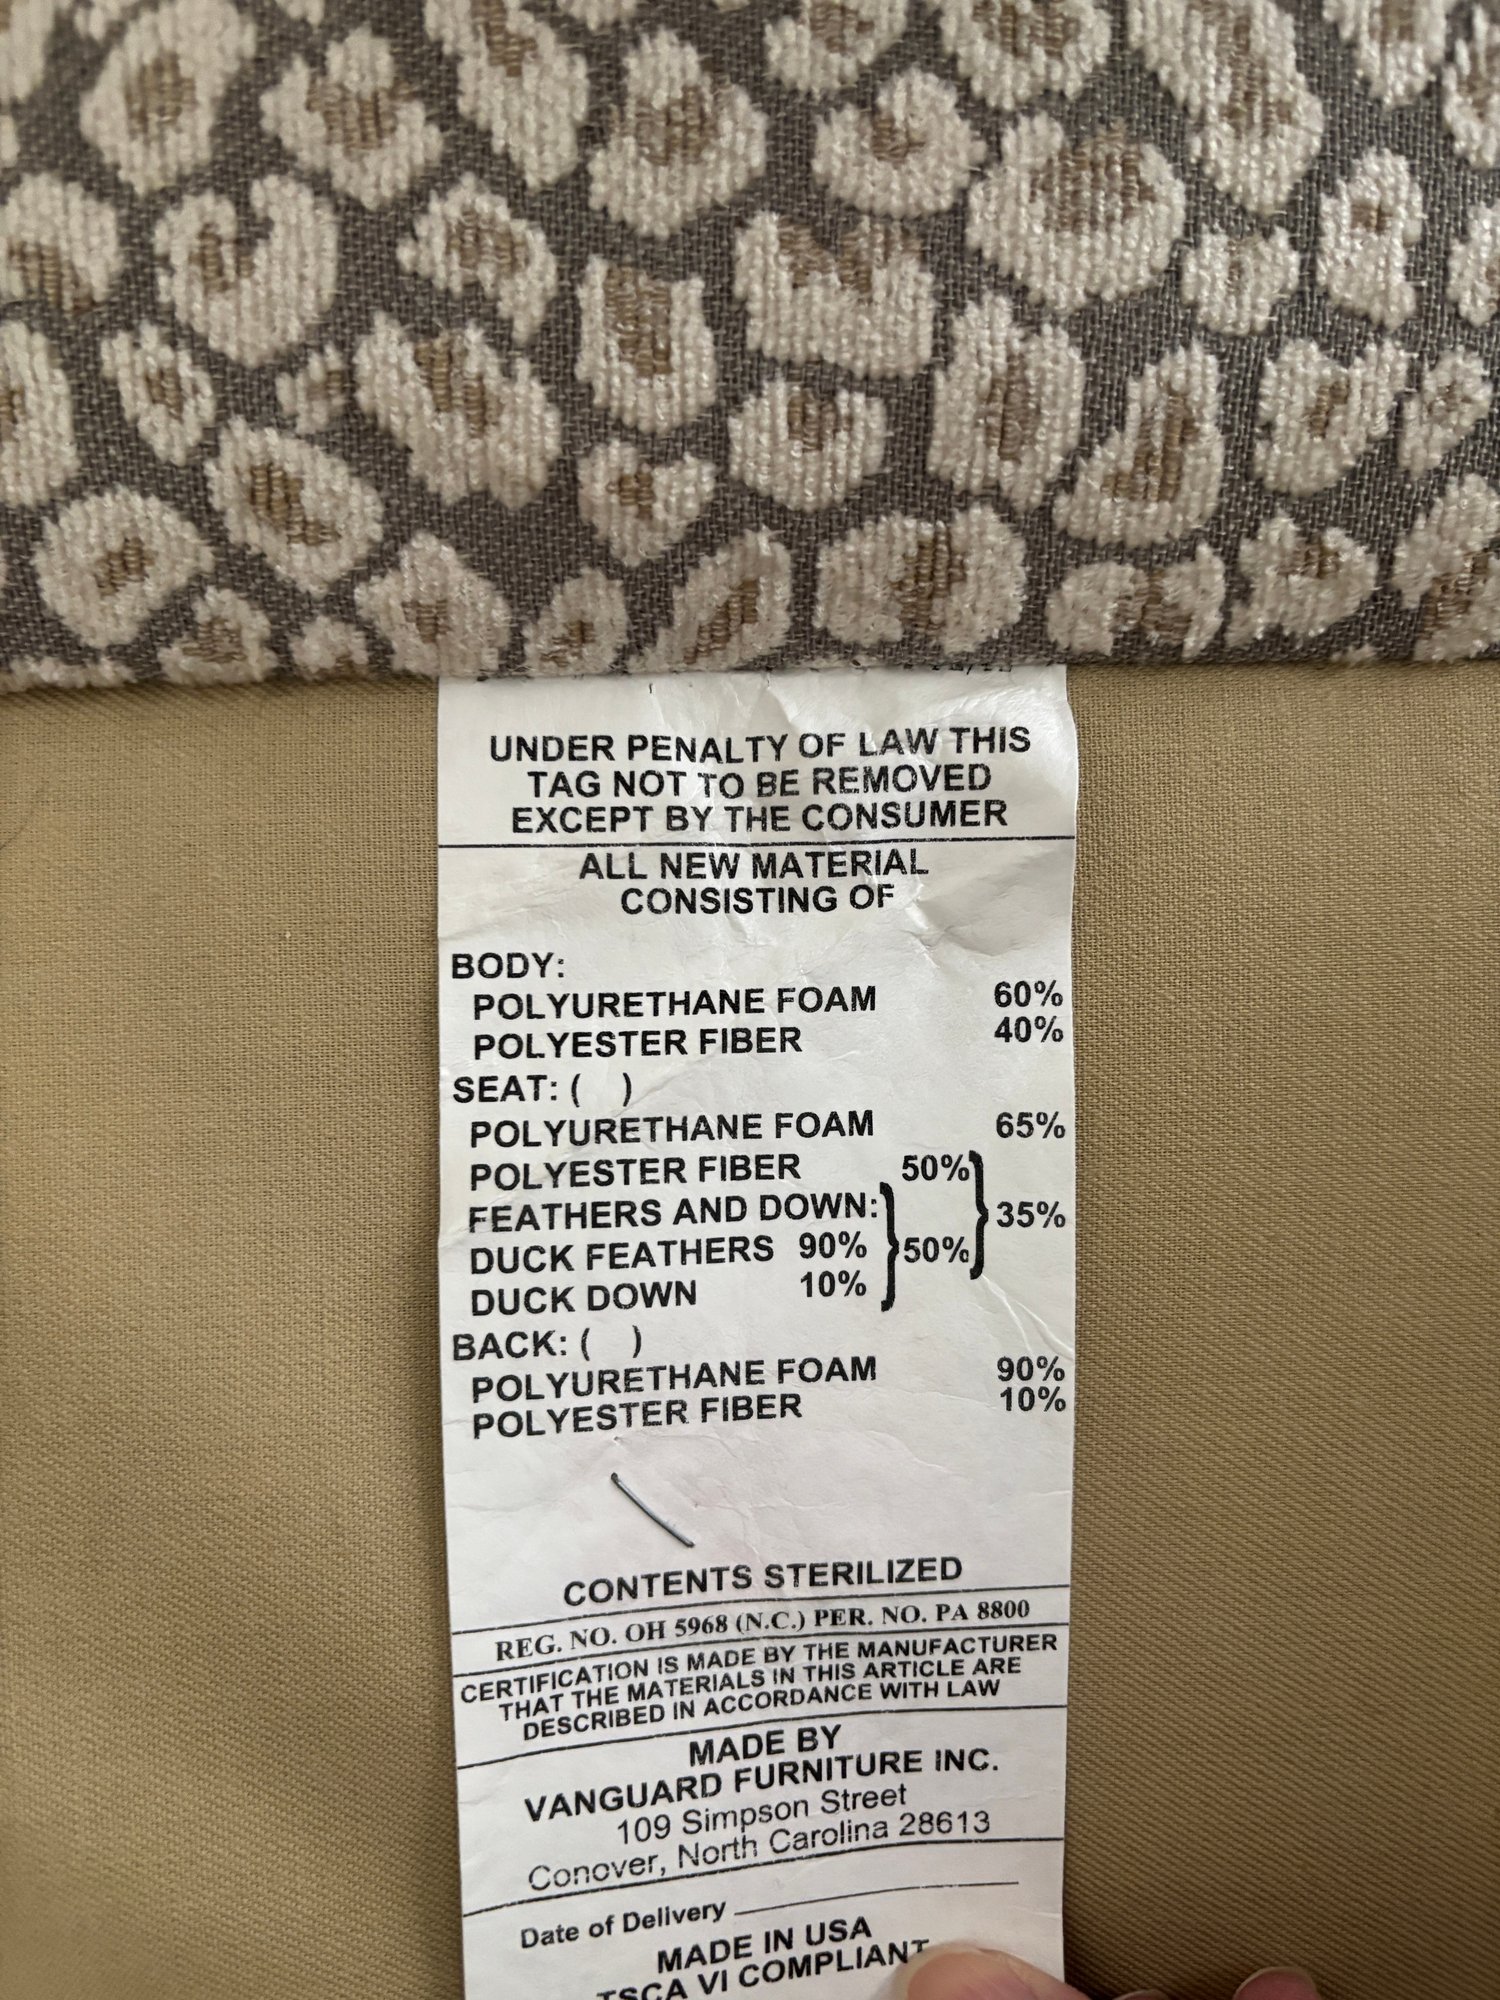 UNDER PENALTY OF LAW THIS
TAG NOT TO BE REMOVED
EXCEPT BY THE CONSUMER
ALL NEW MATERIAL
CONSISTING OF
BODY:
POLYURETHANE FOAM 60%
POLYESTER FIBER 40%
SEAT: ( )
POLYURETHANE FOAM 65%
POLYESTER FIBER 50%
FEATHERS AND DOWN: 35%
DUCK FEATHERS 90% 50%
DUCK DOWN 10%
BACK: ( )
POLYURETHANE FOAM 90%
POLYESTER FIBER 10%
CONTENTS STERILIZED
REG. NO. OH 5968 (N.C.) PER. NO. PA 8800
CERTIFICATION IS MADE BY THE MANUFACTURER
THAT THE MATERIALS IN THIS ARTICLE ARE
DESCRIBED IN ACCORDANCE WITH LAW
MADE BY
VANGUARD FURNITURE INC.
109 Simpson Street
Conover, North Carolina 28613
Date of Delivery
MADE IN USA
TSCA VI COMPLIANT